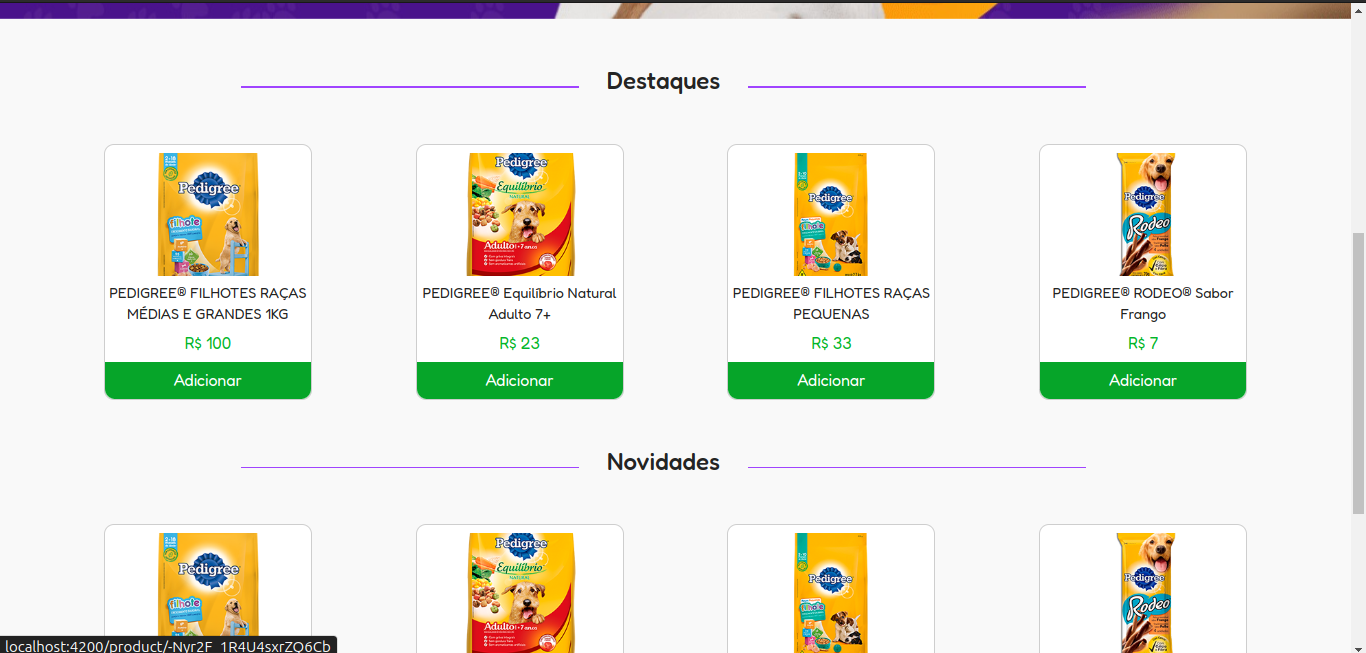 Destaques
Pedigree
filhote
Pedigree
Equilíbrio
NATURAL
Adulto +7 anos
Pedigree
filhote
Pedigree
Rodeo
PEDIGREE® FILHOTES RAÇAS
MÉDIAS E GRANDES 1KG
R$ 100
Adicionar
PEDIGREE® Equilíbrio Natural
Adulto 7+
R$ 23
Adicionar
PEDIGREE® FILHOTES RAÇAS
PEQUENAS
R$ 33
Adicionar
PEDIGREE® RODEO® Sabor
Frango
R$ 7
Adicionar
Novidades
Pedigree
filhote
Pedigree
Equilíbrio
NATURAL
Adulto +7 anos
Pedigree
filhote
Pedigree
Rodeo
localhost:4200/product/-Nyr2F_1R4U4sxrZQ6Cb